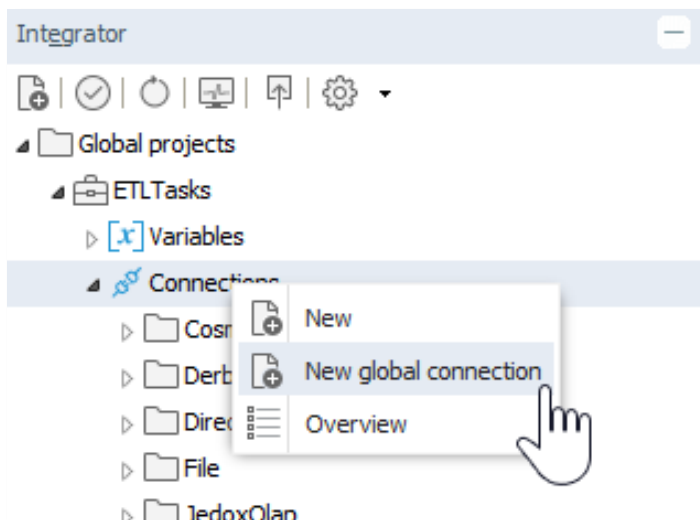 Integrator
Global projects
ETLTasks
[x] Variables
Connections
New
New global connection
Overview
File
JedoxOlap